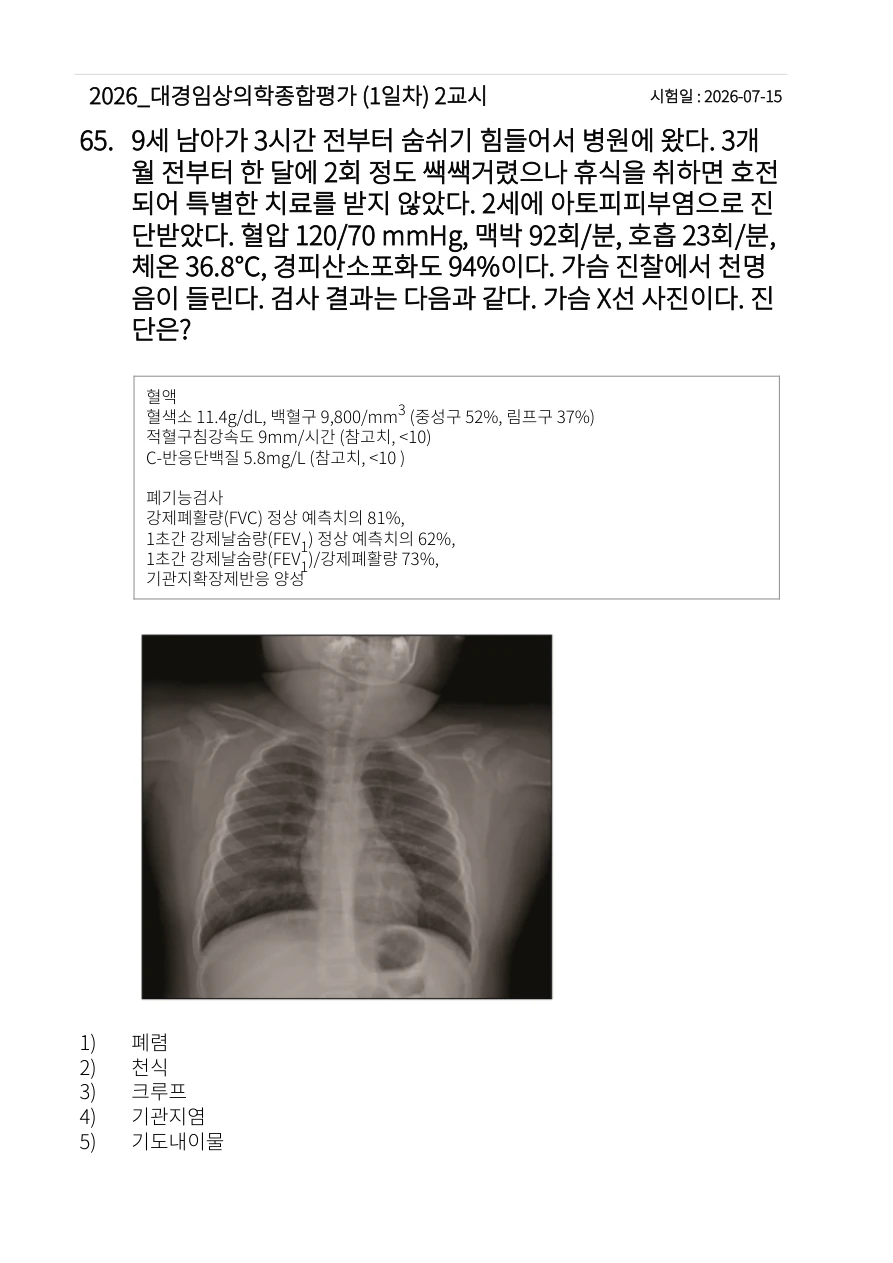 2026_대경임상의학종합평가 (1일차) 2교시 시험일 : 2026-07-15
65. 9세 남아가 3시간 전부터 숨쉬기 힘들어서 병원에 왔다. 3개
월 전부터 한 달에 2회 정도 쌕쌕거렸으나 휴식을 취하면 호전
되어 특별한 치료를 받지 않았다. 2세에 아토피피부염으로 진
단받았다. 혈압 120/70 mmHg, 맥박 92회/분, 호흡 23회/분,
체온 36.8°C, 경피산소포화도 94%이다. 가슴 진찰에서 천명
음이 들린다. 검사 결과는 다음과 같다. 가슴 X선 사진이다. 진
단은?
혈액
혈색소 11.4g/dL, 백혈구 9,800/mm³ (중성구 52%, 림프구 37%)
적혈구침강속도 9mm/시간 (참고치, <10)
C-반응단백질 5.8mg/L (참고치, <10 )
폐기능검사
강제폐활량(FVC) 정상 예측치의 81%,
1초간 강제날숨량(FEV₁) 정상 예측치의 62%,
1초간 강제날숨량(FEV₁)/강제폐활량 73%,
기관지확장제반응 양성
1) 폐렴
2) 천식
3) 크루프
4) 기관지염
5) 기도내이물